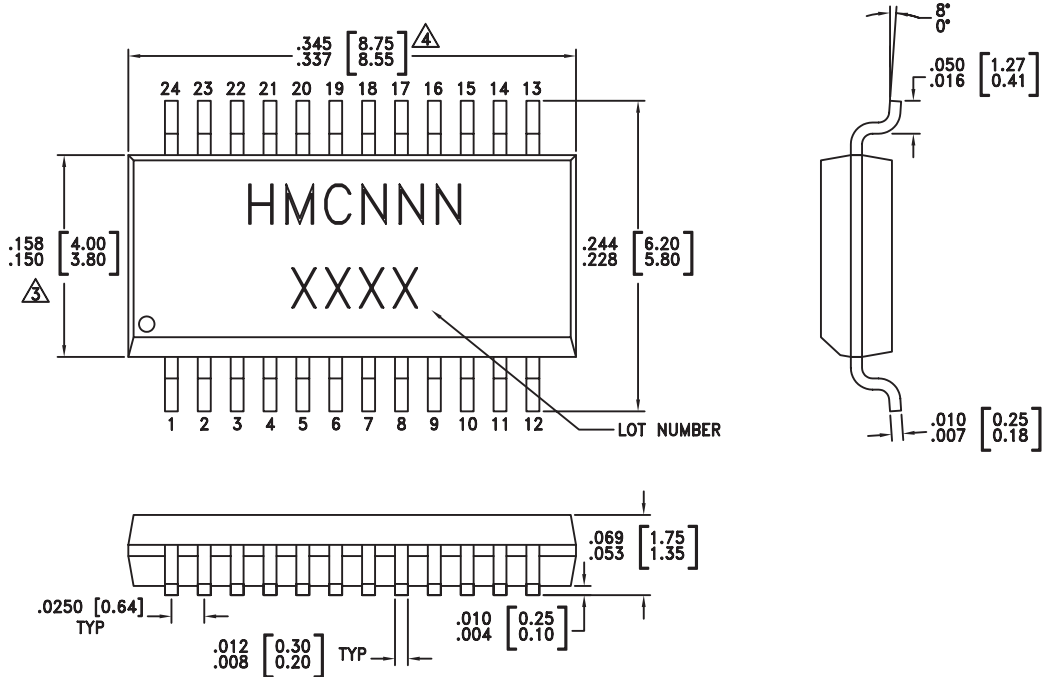 .345 [8.75] 4
.337 [8.55]
8°
0°
.050 [1.27]
.016 [0.41]
24 23 22 21 20 19 18 17 16 15 14 13
HMCNNN
.158 [4.00]
.150 [3.80]
3
.244 [6.20]
.228 [5.80]
XXXX
1 2 3 4 5 6 7 8 9 10 11 12
LOT NUMBER
.010 [0.25]
.007 [0.18]
.069 [1.75]
.053 [1.35]
.0250 [0.64]
TYP
.012 [0.30]
.008 [0.20]
TYP
.010 [0.25]
.004 [0.10]